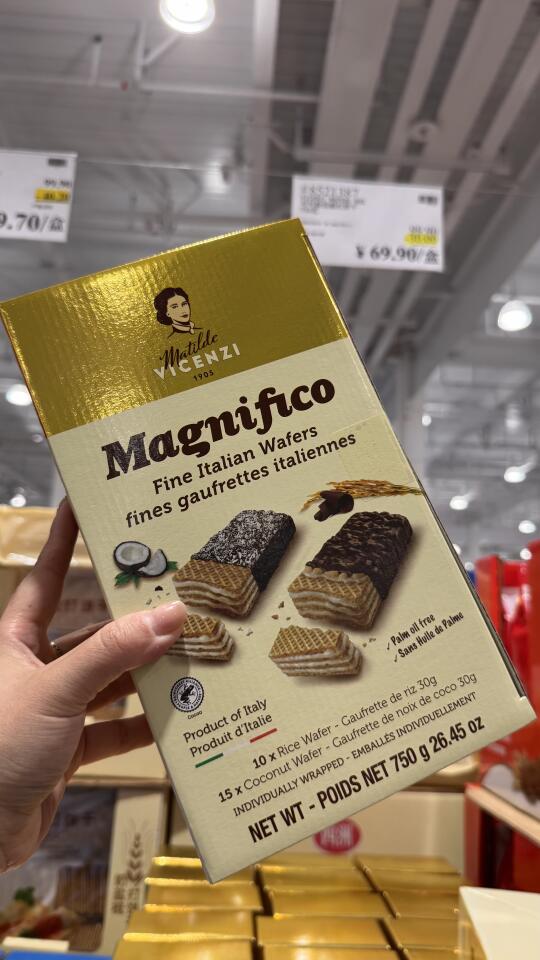 9.70/盒
¥69.90/盒
Matilde
VICENZI
1905
Magnifico
Fine Italian Wafers
fines gaufrettes italiennes
✓ Palm oil free
✓ Sans Huile de Palme
Product of Italy
Produit d'Italie
10 x Rice Wafer - Gaufrette de riz 30g
15 x Coconut Wafer - Gaufrette de noix de coco 30g
INDIVIDUALLY WRAPPED - EMBALLÉS INDIVIDUELLEMENT
NET WT - POIDS NET 750 g 26.45 oz